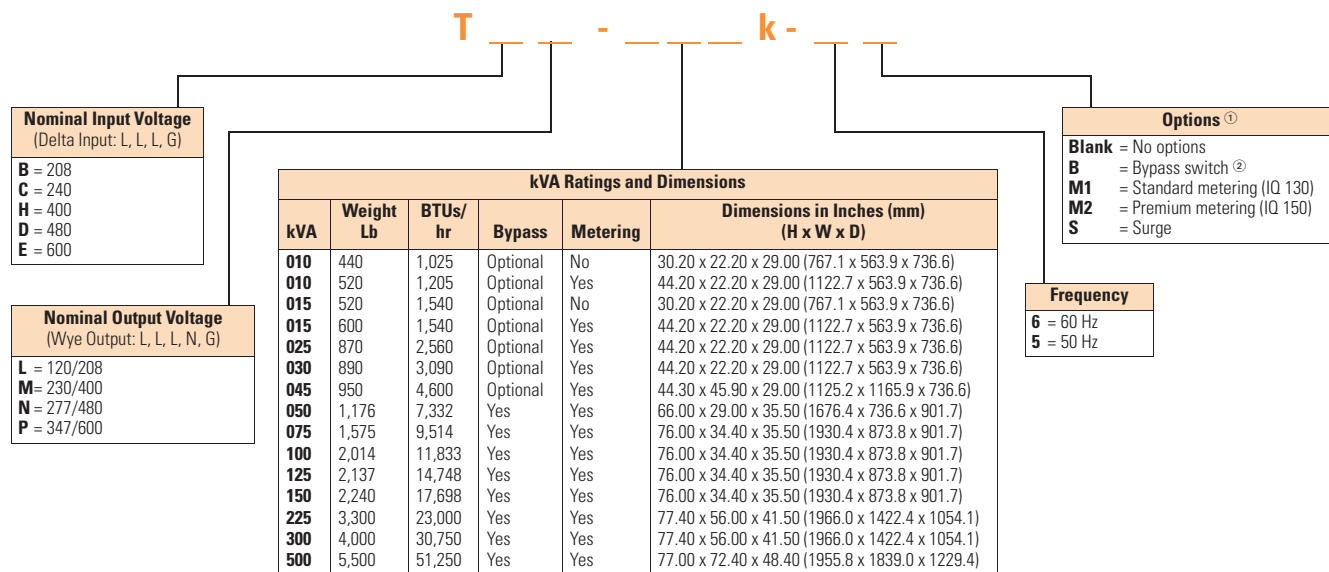 T __ __ - __ __ __ k - __ __
Nominal Input Voltage
(Delta Input: L, L, L, G)
B = 208
C = 240
H = 400
D = 480
E = 600
Nominal Output Voltage
(Wye Output: L, L, L, N, G)
L = 120/208
M= 230/400
N = 277/480
P = 347/600
kVA Ratings and Dimensions
kVA Weight Lb BTUs/hr Bypass Metering Dimensions in Inches (mm) (H x W x D)
010 440 1,025 Optional No 30.20 x 22.20 x 29.00 (767.1 x 563.9 x 736.6)
010 520 1,205 Optional Yes 44.20 x 22.20 x 29.00 (1122.7 x 563.9 x 736.6)
015 520 1,540 Optional No 30.20 x 22.20 x 29.00 (767.1 x 563.9 x 736.6)
015 600 1,540 Optional Yes 44.20 x 22.20 x 29.00 (1122.7 x 563.9 x 736.6)
025 870 2,560 Optional Yes 44.20 x 22.20 x 29.00 (1122.7 x 563.9 x 736.6)
030 890 3,090 Optional Yes 44.20 x 22.20 x 29.00 (1122.7 x 563.9 x 736.6)
045 950 4,600 Optional Yes 44.30 x 45.90 x 29.00 (1125.2 x 1165.9 x 736.6)
050 1,176 7,332 Yes Yes 66.00 x 29.00 x 35.50 (1676.4 x 736.6 x 901.7)
075 1,575 9,514 Yes Yes 76.00 x 34.40 x 35.50 (1930.4 x 873.8 x 901.7)
100 2,014 11,833 Yes Yes 76.00 x 34.40 x 35.50 (1930.4 x 873.8 x 901.7)
125 2,137 14,748 Yes Yes 76.00 x 34.40 x 35.50 (1930.4 x 873.8 x 901.7)
150 2,240 17,698 Yes Yes 76.00 x 34.40 x 35.50 (1930.4 x 873.8 x 901.7)
225 3,300 23,000 Yes Yes 77.40 x 56.00 x 41.50 (1966.0 x 1422.4 x 1054.1)
300 4,000 30,750 Yes Yes 77.40 x 56.00 x 41.50 (1966.0 x 1422.4 x 1054.1)
500 5,500 51,250 Yes Yes 77.00 x 72.40 x 48.40 (1955.8 x 1839.0 x 1229.4)
Options ①
Blank = No options
B = Bypass switch ②
M1 = Standard metering (IQ 130)
M2 = Premium metering (IQ 150)
S = Surge
Frequency
6 = 60 Hz
5 = 50 Hz